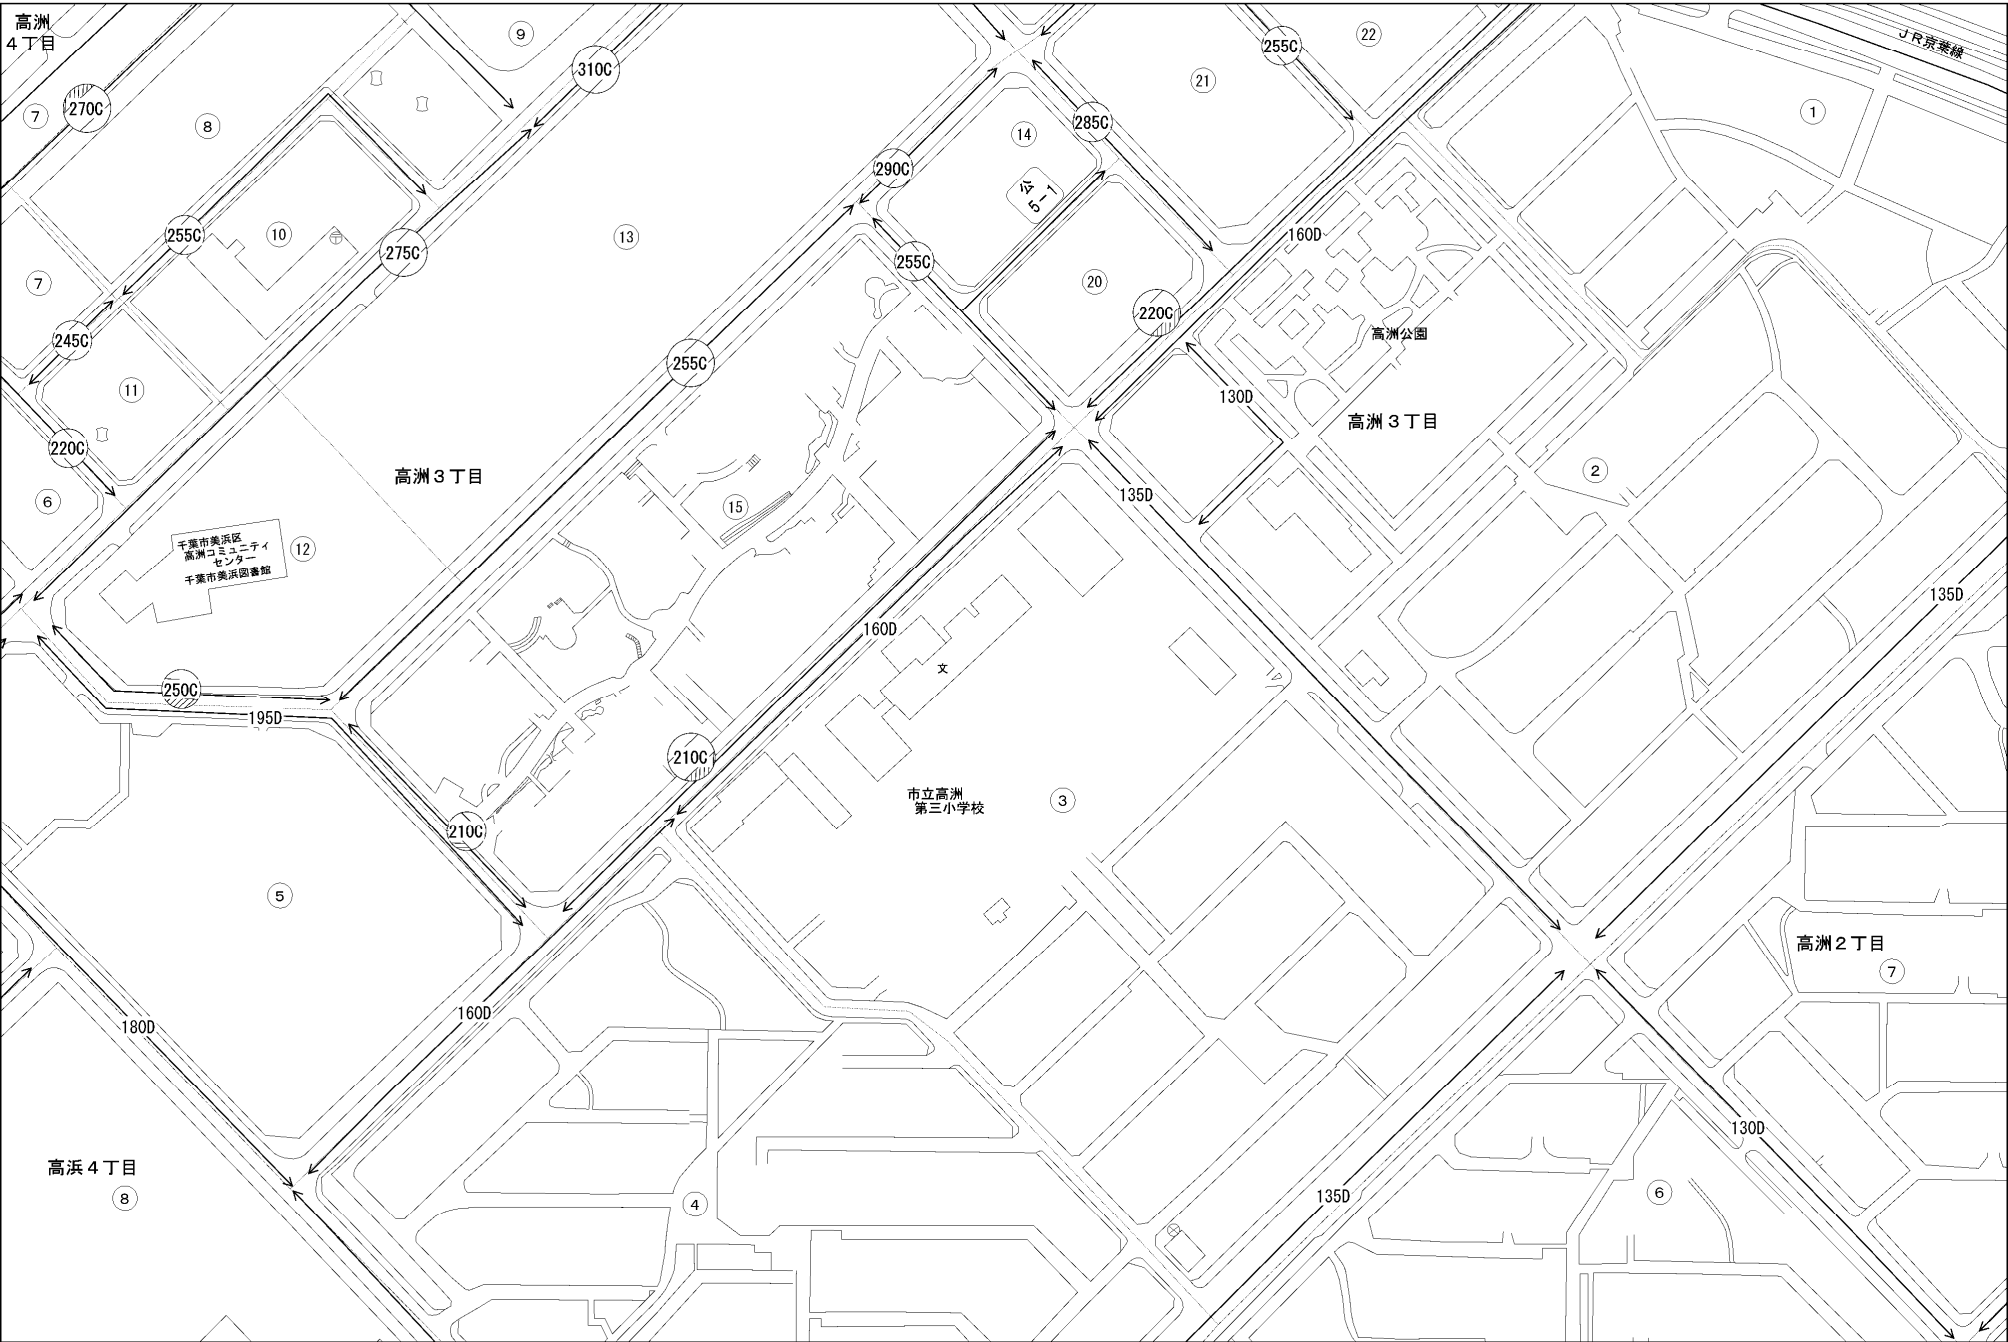 高洲
４丁目
9
22
JR京葉線
255C
310C
21
270C
7
8
1
285C
14
290C
公
5-1
255C
10
275C
13
160D
255C
20
7
220C
245C
高洲公園
255C
11
130D
高洲３丁目
220C
高洲３丁目
2
6
15
135D
千葉市美浜区
高洲コミュニティ
センター
千葉市美浜図書館
12
135D
160D
文
250C
195D
210C
市立高洲
第三小学校
3
210C
5
高洲２丁目
7
160D
180D
130D
高浜４丁目
8
4
135D
6